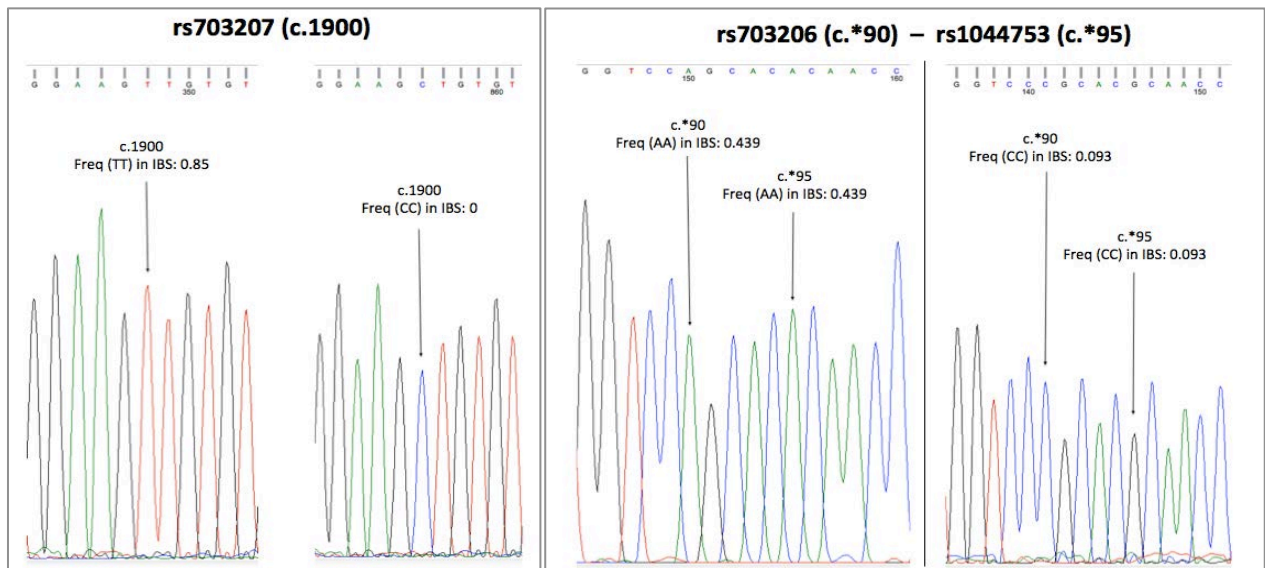 rs703207 (c.1900)
G G A A G T T G T G T
350
G G A A G C T G T G T
860
c.1900
Freq (TT) in IBS: 0.85
c.1900
Freq (CC) in IBS: 0
rs703206 (c.*90) – rs1044753 (c.*95)
G G T C C A G C A C A C A A C C
150
160
G G T C C C G C A C G C A A C C
140
150
c.*90
Freq (AA) in IBS: 0.439
c.*95
Freq (AA) in IBS: 0.439
c.*90
Freq (CC) in IBS: 0.093
c.*95
Freq (CC) in IBS: 0.093